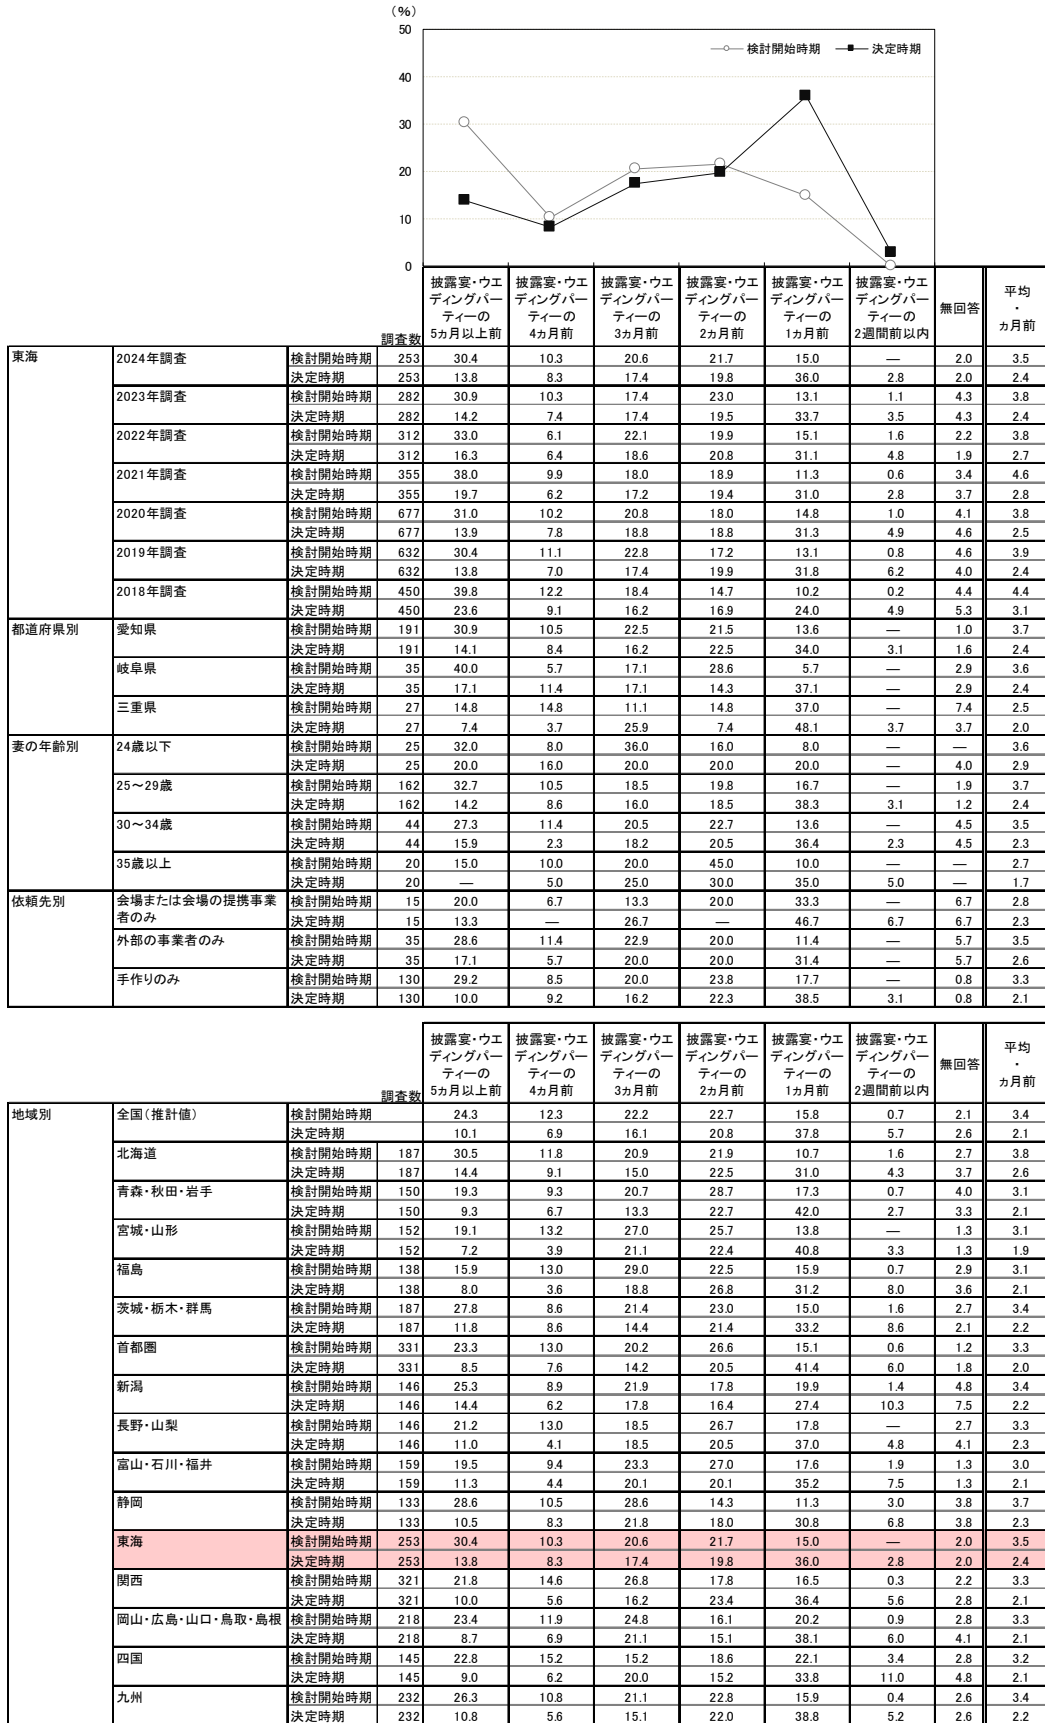 (%)
50
検討開始時期 決定時期
40
30
20
10
0
調査数 披露宴・ウエディングパーティーの5ヵ月以上前 披露宴・ウエディングパーティーの4ヵ月前 披露宴・ウエディングパーティーの3ヵ月前 披露宴・ウエディングパーティーの2ヵ月前 披露宴・ウエディングパーティーの1ヵ月前 披露宴・ウエディングパーティーの2週間前以内 無回答 平均・ヵ月前
東海 2024年調査 検討開始時期 253 30.4 10.3 20.6 21.7 15.0 — 2.0 3.5
決定時期 253 13.8 8.3 17.4 19.8 36.0 2.8 2.0 2.4
2023年調査 検討開始時期 282 30.9 10.3 17.4 23.0 13.1 1.1 4.3 3.8
決定時期 282 14.2 7.4 17.4 19.5 33.7 3.5 4.3 2.4
2022年調査 検討開始時期 312 33.0 6.1 22.1 19.9 15.1 1.6 2.2 3.8
決定時期 312 16.3 6.4 18.6 20.8 31.1 4.8 1.9 2.7
2021年調査 検討開始時期 355 38.0 9.9 18.0 18.9 11.3 0.6 3.4 4.6
決定時期 355 19.7 6.2 17.2 19.4 31.0 2.8 3.7 2.8
2020年調査 検討開始時期 677 31.0 10.2 20.8 18.0 14.8 1.0 4.1 3.8
決定時期 677 13.9 7.8 18.8 18.8 31.3 4.9 4.6 2.5
2019年調査 検討開始時期 632 30.4 11.1 22.8 17.2 13.1 0.8 4.6 3.9
決定時期 632 13.8 7.0 17.4 19.9 31.8 6.2 4.0 2.4
2018年調査 検討開始時期 450 39.8 12.2 18.4 14.7 10.2 0.2 4.4 4.4
決定時期 450 23.6 9.1 16.2 16.9 24.0 4.9 5.3 3.1
都道府県別 愛知県 検討開始時期 191 30.9 10.5 22.5 21.5 13.6 — 1.0 3.7
決定時期 191 14.1 8.4 16.2 22.5 34.0 3.1 1.6 2.4
岐阜県 検討開始時期 35 40.0 5.7 17.1 28.6 5.7 — 2.9 3.6
決定時期 35 17.1 11.4 17.1 14.3 37.1 — 2.9 2.4
三重県 検討開始時期 27 14.8 14.8 11.1 14.8 37.0 — 7.4 2.5
決定時期 27 7.4 3.7 25.9 7.4 48.1 3.7 3.7 2.0
妻の年齢別 24歳以下 検討開始時期 25 32.0 8.0 36.0 16.0 8.0 — — 3.6
決定時期 25 20.0 16.0 20.0 20.0 20.0 — 4.0 2.9
25～29歳 検討開始時期 162 32.7 10.5 18.5 19.8 16.7 — 1.9 3.7
決定時期 162 14.2 8.6 16.0 18.5 38.3 3.1 1.2 2.4
30～34歳 検討開始時期 44 27.3 11.4 20.5 22.7 13.6 — 4.5 3.5
決定時期 44 15.9 2.3 18.2 20.5 36.4 2.3 4.5 2.3
35歳以上 検討開始時期 20 15.0 10.0 20.0 45.0 10.0 — — 2.7
決定時期 20 — 5.0 25.0 30.0 35.0 5.0 — 1.7
依頼先別 会場または会場の提携事業者のみ 検討開始時期 15 20.0 6.7 13.3 20.0 33.3 — 6.7 2.8
決定時期 15 13.3 — 26.7 — 46.7 6.7 6.7 2.3
外部の事業者のみ 検討開始時期 35 28.6 11.4 22.9 20.0 11.4 — 5.7 3.5
決定時期 35 17.1 5.7 20.0 20.0 31.4 — 5.7 2.6
手作りのみ 検討開始時期 130 29.2 8.5 20.0 23.8 17.7 — 0.8 3.3
決定時期 130 10.0 9.2 16.2 22.3 38.5 3.1 0.8 2.1
調査数 披露宴・ウエディングパーティーの5ヵ月以上前 披露宴・ウエディングパーティーの4ヵ月前 披露宴・ウエディングパーティーの3ヵ月前 披露宴・ウエディングパーティーの2ヵ月前 披露宴・ウエディングパーティーの1ヵ月前 披露宴・ウエディングパーティーの2週間前以内 無回答 平均・ヵ月前
地域別 全国(推計値) 検討開始時期 24.3 12.3 22.2 22.7 15.8 0.7 2.1 3.4
決定時期 10.1 6.9 16.1 20.8 37.8 5.7 2.6 2.1
北海道 検討開始時期 187 30.5 11.8 20.9 21.9 10.7 1.6 2.7 3.8
決定時期 187 14.4 9.1 15.0 22.5 31.0 4.3 3.7 2.6
青森・秋田・岩手 検討開始時期 150 19.3 9.3 20.7 28.7 17.3 0.7 4.0 3.1
決定時期 150 9.3 6.7 13.3 22.7 42.0 2.7 3.3 2.1
宮城・山形 検討開始時期 152 19.1 13.2 27.0 25.7 13.8 — 1.3 3.1
決定時期 152 7.2 3.9 21.1 22.4 40.8 3.3 1.3 1.9
福島 検討開始時期 138 15.9 13.0 29.0 22.5 15.9 0.7 2.9 3.1
決定時期 138 8.0 3.6 18.8 26.8 31.2 8.0 3.6 2.1
茨城・栃木・群馬 検討開始時期 187 27.8 8.6 21.4 23.0 15.0 1.6 2.7 3.4
決定時期 187 11.8 8.6 14.4 21.4 33.2 8.6 2.1 2.2
首都圏 検討開始時期 331 23.3 13.0 20.2 26.6 15.1 0.6 1.2 3.3
決定時期 331 8.5 7.6 14.2 20.5 41.4 6.0 1.8 2.0
新潟 検討開始時期 146 25.3 8.9 21.9 17.8 19.9 1.4 4.8 3.4
決定時期 146 14.4 6.2 17.8 16.4 27.4 10.3 7.5 2.2
長野・山梨 検討開始時期 146 21.2 13.0 18.5 26.7 17.8 — 2.7 3.3
決定時期 146 11.0 4.1 18.5 20.5 37.0 4.8 4.1 2.3
富山・石川・福井 検討開始時期 159 19.5 9.4 23.3 27.0 17.6 1.9 1.3 3.0
決定時期 159 11.3 4.4 20.1 20.1 35.2 7.5 1.3 2.1
静岡 検討開始時期 133 28.6 10.5 28.6 14.3 11.3 3.0 3.8 3.7
決定時期 133 10.5 8.3 21.8 18.0 30.8 6.8 3.8 2.3
東海 検討開始時期 253 30.4 10.3 20.6 21.7 15.0 — 2.0 3.5
決定時期 253 13.8 8.3 17.4 19.8 36.0 2.8 2.0 2.4
関西 検討開始時期 321 21.8 14.6 26.8 17.8 16.5 0.3 2.2 3.3
決定時期 321 10.0 5.6 16.2 23.4 36.4 5.6 2.8 2.1
岡山・広島・山口・鳥取・島根 検討開始時期 218 23.4 11.9 24.8 16.1 20.2 0.9 2.8 3.3
決定時期 218 8.7 6.9 21.1 15.1 38.1 6.0 4.1 2.1
四国 検討開始時期 145 22.8 15.2 15.2 18.6 22.1 3.4 2.8 3.2
決定時期 145 9.0 6.2 20.0 15.2 33.8 11.0 4.8 2.1
九州 検討開始時期 232 26.3 10.8 21.1 22.8 15.9 0.4 2.6 3.4
決定時期 232 10.8 5.6 15.1 22.0 38.8 5.2 2.6 2.2